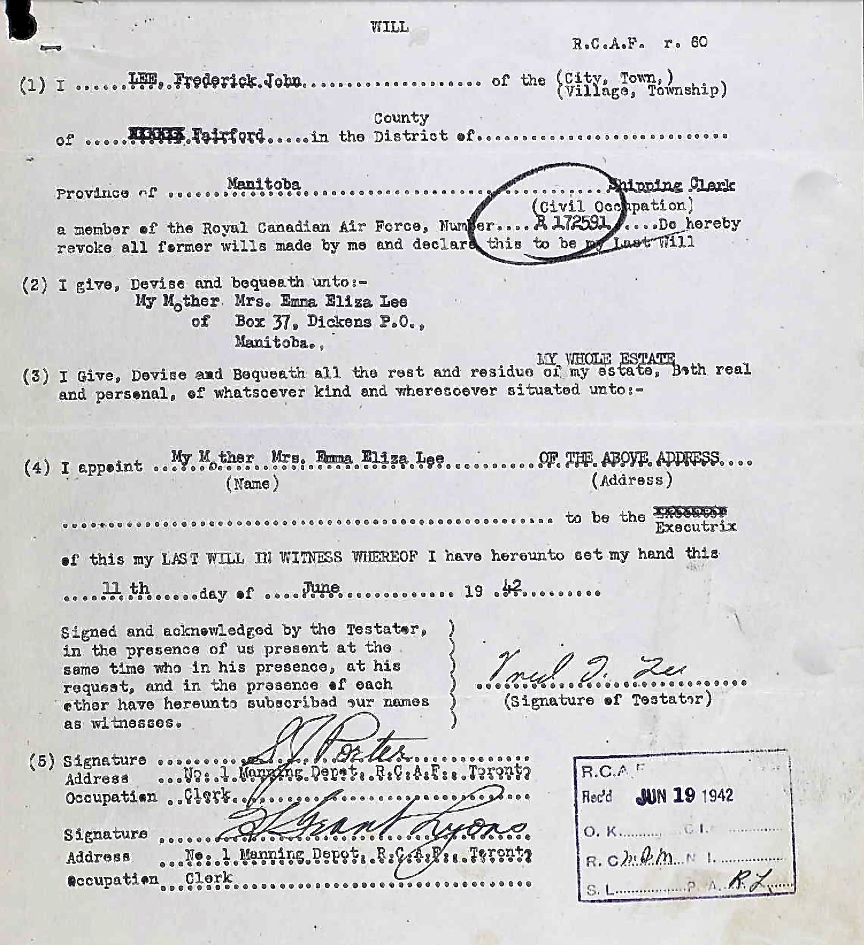 WILL
R.C.A.F. r. 60
(1) I ......LEE, Frederick John.......................... of the (City, Town,)
(Village, Township)
County
of ...... Fairford.....in the District of.................................
Province of .......Manitoba.......................................Shipping Clark
(Civil Occupation)
a member of the Royal Canadian Air Force, Number....R 172591.....Do hereby
revoke all former wills made by me and declare this to be my Last Will
(2) I give, Devise and bequeath unto:-
My Mother Mrs. Emma Eliza Lee
of Box 37, Dickens P.O.,
Manitoba.,
MY WHOLE ESTATE
(3) I Give, Devise and Bequeath all the rest and residue of my estate, Both real
and personal, of whatsoever kind and wheresoever situated unto:-
(4) I appoint ...My Mother Mrs. Emma Eliza Lee.............OF THE ABOVE ADDRESS....
(Name) (Address)
................................................................ to be the Executor
Executrix
of this my LAST WILL IN WITNESS WHEREOF I have hereunto set my hand this
.....11 th......day of .....June............... 19 .42..........
Signed and acknowledged by the Testator,
in the presence of us present at the
same time who in his presence, at his
request, and in the presence of each
other have hereunto subscribed our names
as witnesses.
Fred J. Lee
(Signature of Testator)
(5) Signature S J Porter
Address ...No. 1 Manning Depot, R.C.A.F., Toronto
Occupation ..Clerk
Signature Grant Lyons
Address ...No. 1 Manning Depot, R.C.A.F., Toronto
Occupation ..Clerk
R.C.A.F
Rec'd JUN 19 1942
O. K......... C I.............
R. C M.D.M... N I.............
S. L............ P. A. RL